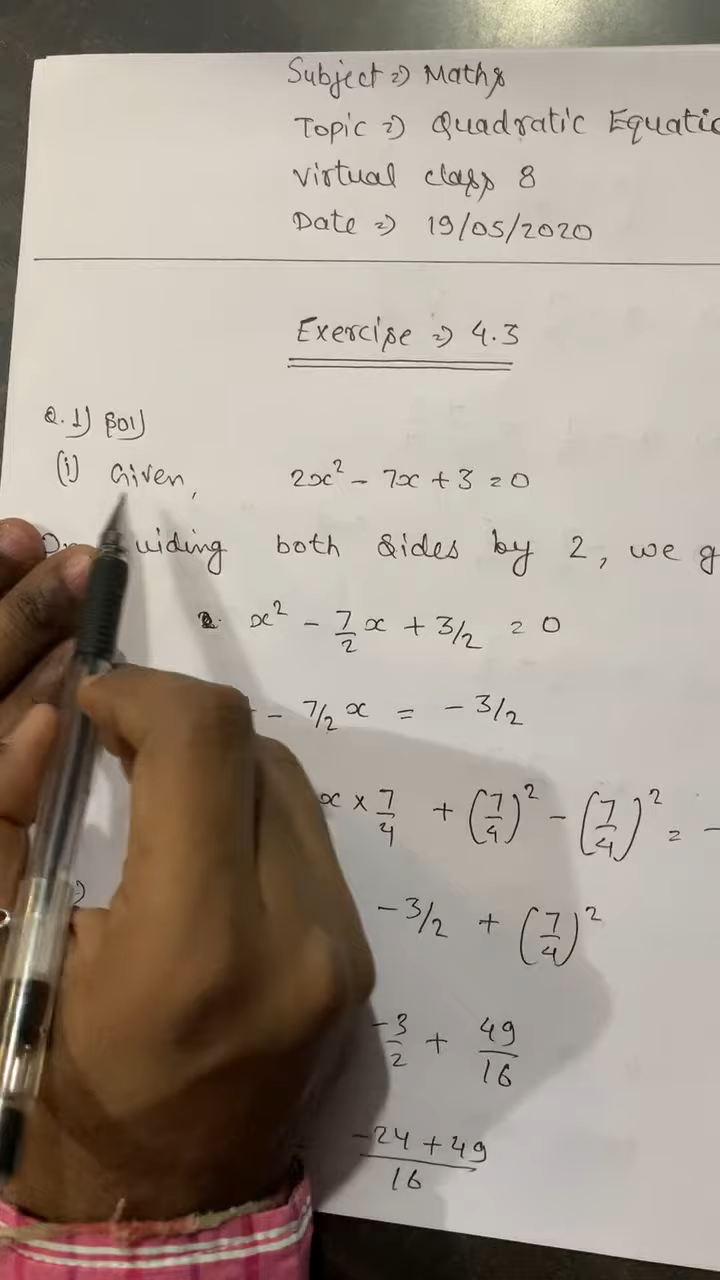 Subject => Maths
Topic => Quadratic Equatic
Virtual class 8
Date => 19/05/2020
Exercise => 4.3
Q.1) Sol)
(i) Given, 2x² - 7x + 3 = 0
uiding both sides by 2, we g
x² - 7/2 x + 3/2 = 0
- 7/2 x = - 3/2
x × 7/4 + (7/4)² - (7/4)² = -
- 3/2 + (7/4)²
-3/2 + 49/16
-24 + 49/16